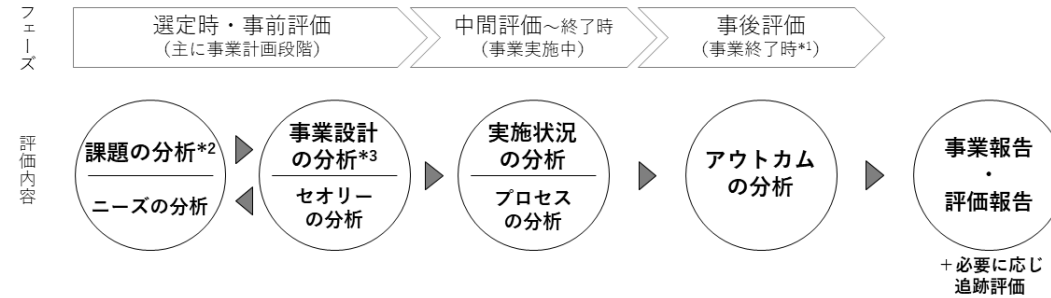 フェーズ
選定時・事前評価
（主に事業計画段階）
中間評価～終了時
（事業実施中）
事後評価
（事業終了時*1）
評価内容
課題の分析*2
ニーズの分析
事業設計
の分析*3
セオリー
の分析
実施状況
の分析
プロセス
の分析
アウトカム
の分析
事業報告
・
評価報告
＋必要に応じ
追跡評価